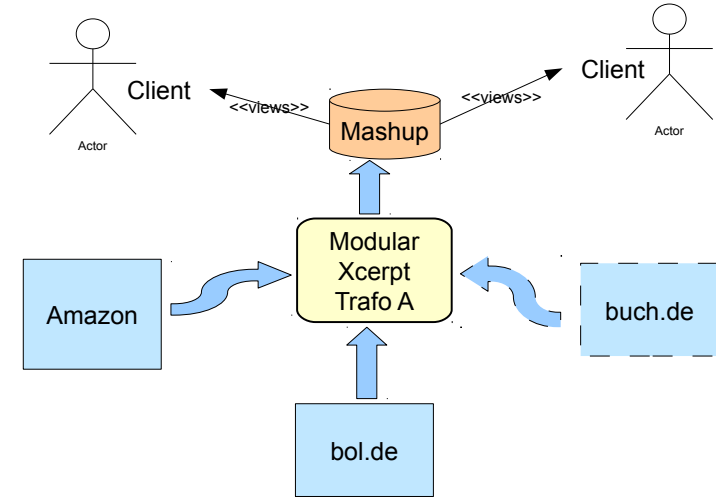 Client
Client
<<views>>
<<views>>
Mashup
Actor
Actor
Modular
Xcerpt
Trafo A
Amazon
buch.de
bol.de